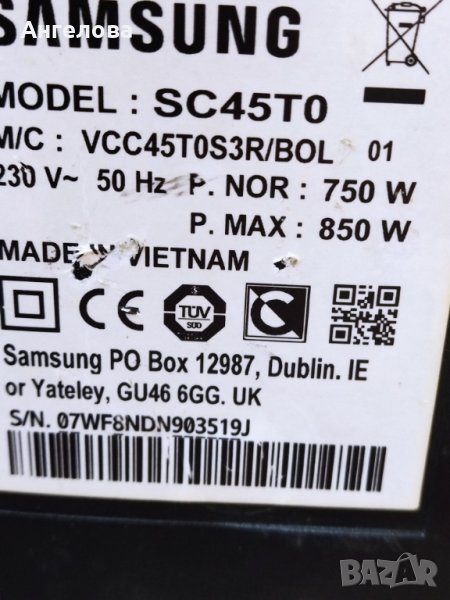 SAMSUNG
Ангелова
MODEL : SC45T0
M/C : VCC45T0S3R/BOL 01
230 V~ 50 Hz P. NOR : 750 W
P. MAX : 850 W
MADE IN VIETNAM
CE
TÜV
SÜD
C
Samsung PO Box 12987, Dublin. IE
or Yateley, GU46 6GG. UK
S/N. 07WF8NDN903519J
BAZAR